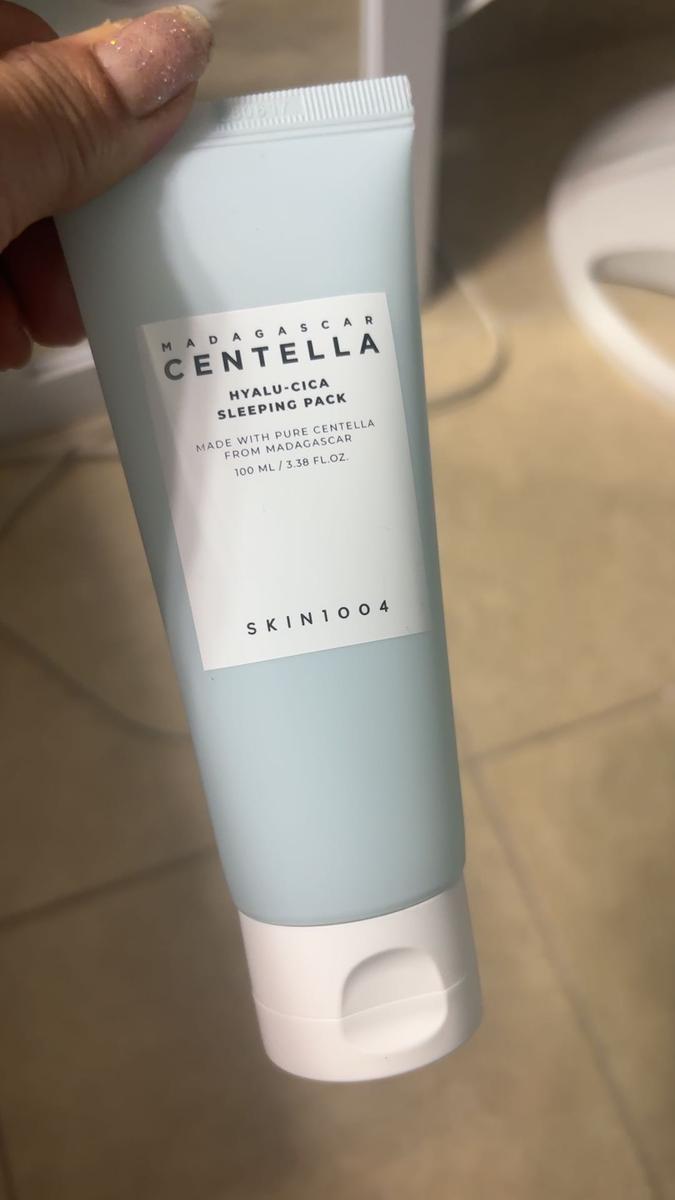 MADAGASCAR
CENTELLA
HYALU-CICA
SLEEPING PACK
MADE WITH PURE CENTELLA
FROM MADAGASCAR
100 ML / 3.38 FL.OZ.
SKIN1004